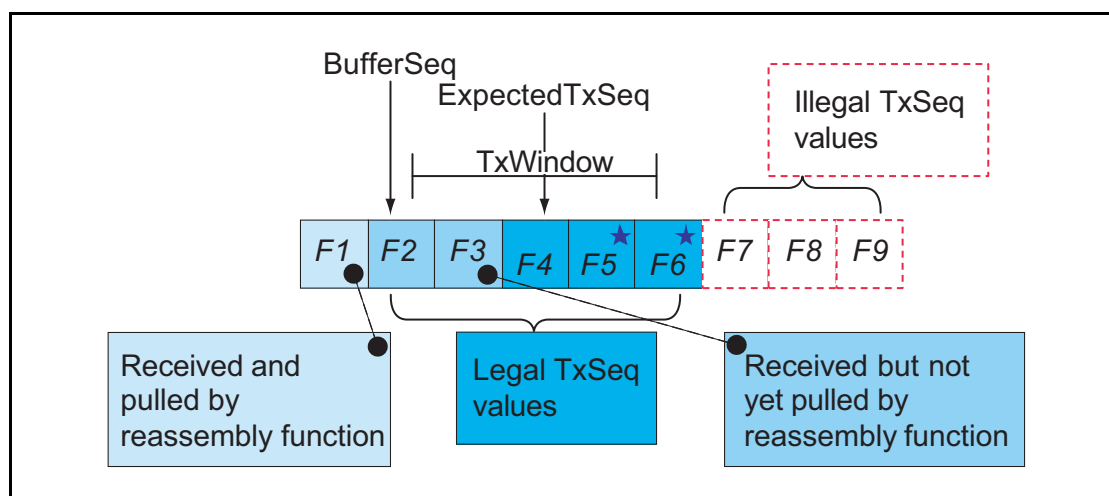 BufferSeq
ExpectedTxSeq
TxWindow
Illegal TxSeq
values
F1 F2 F3 F4 F5 F6 F7 F8 F9
Received and
pulled by
reassembly function
Legal TxSeq
values
Received but not
yet pulled by
reassembly function